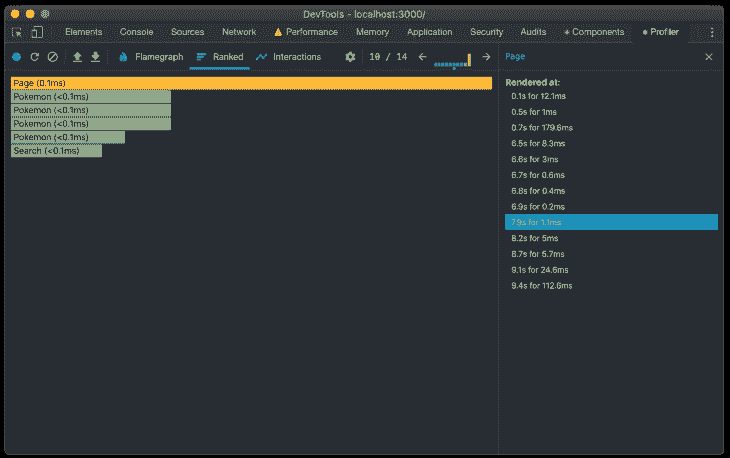 DevTools - localhost:3000/
Elements Console Sources Network Performance Memory Application Security Audits Components Profiler
Flamegraph Ranked Interactions 10 / 14 Page
Page (0.1ms)
Pokemon (<0.1ms)
Pokemon (<0.1ms)
Pokemon (<0.1ms)
Pokemon (<0.1ms)
Search (<0.1ms)
Rendered at:
0.1s for 12.1ms
0.5s for 1ms
0.7s for 179.6ms
6.5s for 8.3ms
6.6s for 3ms
6.7s for 0.6ms
6.8s for 0.4ms
6.9s for 0.2ms
7.9s for 1.1ms
8.2s for 5ms
8.7s for 5.7ms
9.1s for 24.6ms
9.4s for 112.6ms